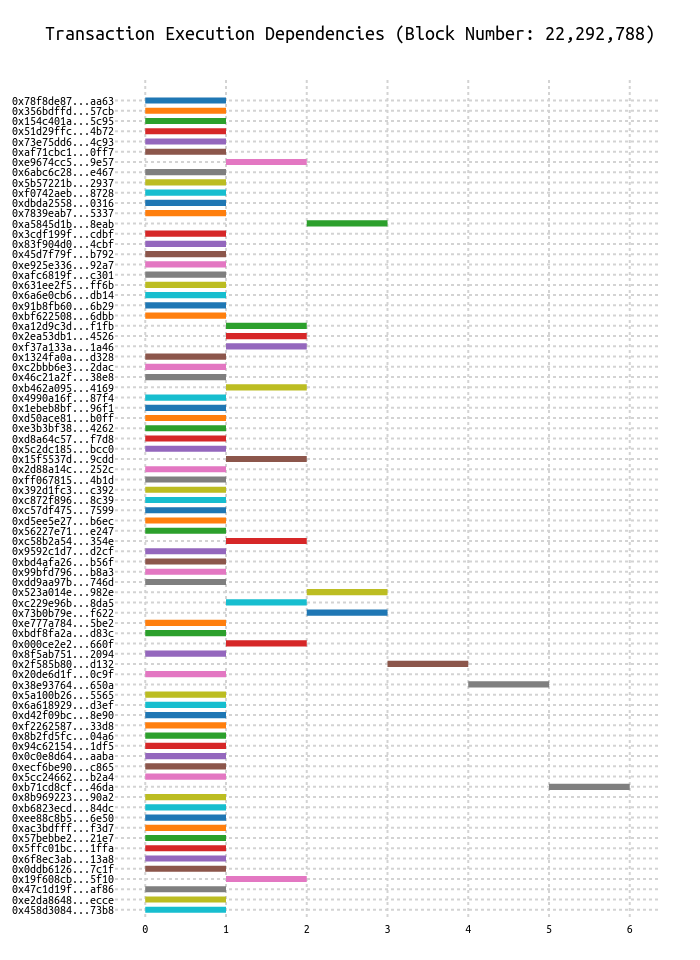 Transaction Execution Dependencies (Block Number: 22,292,788)
0x78f8de87...aa63
0x356bdffd...57cb
0x154c401a...5c95
0x51d29ffc...4b72
0x73e75dd6...4c93
0xaf71cbc1...0ff7
0xe9674cc5...9e57
0x6abc6c28...e467
0x5b57221b...2937
0xf0742aeb...8728
0xdbda2558...0316
0x7839eab7...5337
0xa5845d1b...8eab
0x3cdf199f...cdbf
0x83f904d0...4cbf
0x45d7f79f...b792
0xe925e336...92a7
0xafc6819f...c301
0x631ee2f5...ff6b
0x6a6e0cb6...db14
0x91b8fb60...6b29
0xbf622508...6dbb
0xa12d9c3d...f1fb
0x2ea53db1...4526
0xf37a133a...1a46
0x1324fa0a...d328
0xc2bbb6e3...2dac
0x46c21a2f...38e8
0xb462a095...4169
0x4990a16f...87f4
0x1ebeb8bf...96f1
0xd50ace81...b0ff
0xe3b3bf38...4262
0xd8a64c57...f7d8
0x5c2dc185...bcc0
0x15f5537d...9cdd
0x2d88a14c...252c
0xff067815...4b1d
0x392d1fc3...c392
0xc872f896...8c39
0xc57df475...7599
0xd5ee5e27...b6ec
0x56227e71...e247
0xc58b2a54...354e
0x9592c1d7...d2cf
0xbd4afa26...b56f
0x99bfd796...b8a3
0xdd9aa97b...746d
0x523a014e...982e
0xc229e96b...8da5
0x73b0b79e...f622
0xe777a784...5be2
0xbdf8fa2a...d83c
0x000ce2e2...660f
0x8f5ab751...2094
0x2f585b80...d132
0x20de6d1f...0c9f
0x38e93764...650a
0x5a100b26...5565
0x6a618929...d3ef
0xd42f09bc...8e90
0xf2262587...33d8
0x8b2fd5fc...04a6
0x94c62154...1df5
0x0c0e8d64...aaba
0xecf6be90...c865
0x5cc24662...b2a4
0xb71cd8cf...46da
0x8b969223...90a2
0xb6823ecd...84dc
0xee88c8b5...6e50
0xac3bdfff...f3d7
0x57bebbe2...21e7
0x5ffc01bc...1ffa
0x6f8ec3ab...13a8
0x0ddb6126...7c1f
0x19f608cb...5f10
0x47c1d19f...af86
0xe2da8648...ecce
0x458d3084...73b8
0 1 2 3 4 5 6